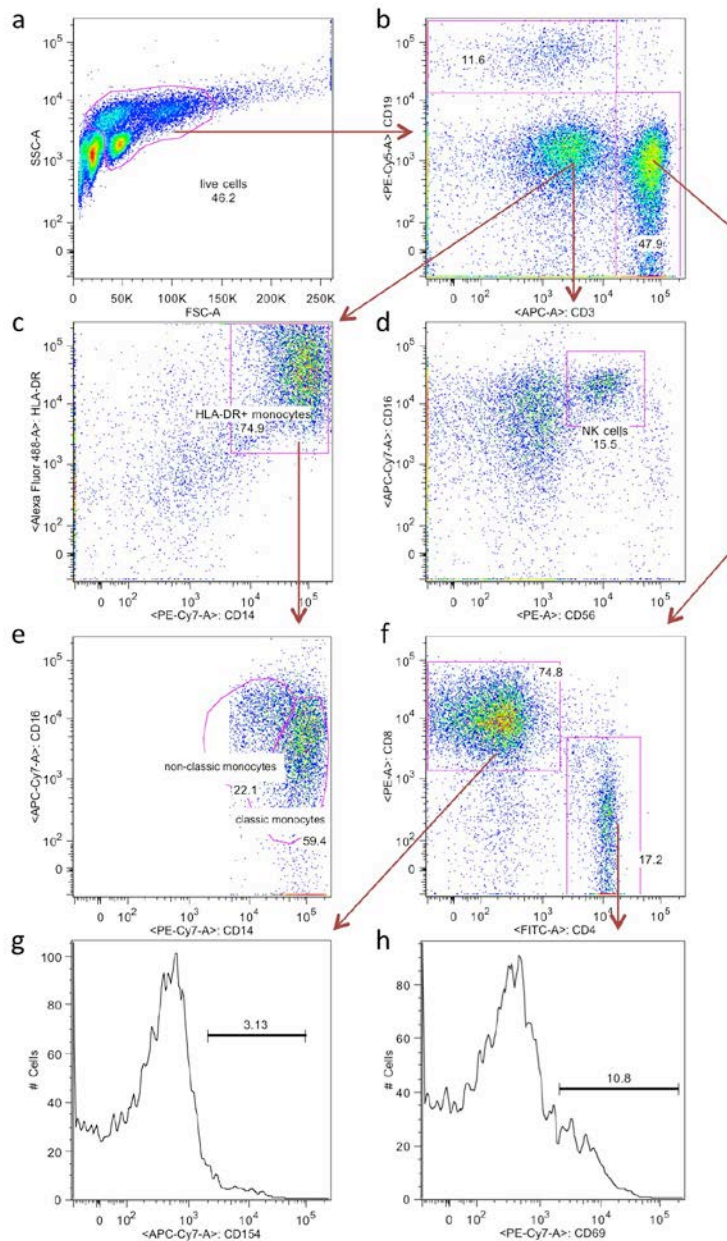 a
10^5
10^4
10^3
10^2
0
SSC-A
live cells
46.2
0
50K
100K
150K
200K
250K
FSC-A
b
10^5
10^4
10^3
10^2
0
<PE-Cy5-A>: CD19
11.6
47.9
0
10^2
10^3
10^4
10^5
<APC-A>: CD3
c
10^5
10^4
10^3
10^2
0
<Alexa Fluor 488-A>: HLA-DR
HLA-DR+ monocytes
74.9
0
10^2
10^3
10^4
10^5
<PE-Cy7-A>: CD14
d
10^5
10^4
10^3
10^2
0
<APC-Cy7-A>: CD16
NK cells
15.5
0
10^2
10^3
10^4
10^5
<PE-A>: CD56
e
10^5
10^4
10^3
10^2
0
<APC-Cy7-A>: CD16
non-classic monocytes
22.1
classic monocytes
59.4
0
10^2
10^3
10^4
10^5
<PE-Cy7-A>: CD14
f
10^5
10^4
10^3
10^2
0
<PE-A>: CD8
74.8
17.2
0
10^2
10^3
10^4
10^5
<FITC-A>: CD4
g
100
80
60
40
20
0
# Cells
3.13
0
10^2
10^3
10^4
10^5
<APC-Cy7-A>: CD154
h
80
60
40
20
0
# Cells
10.8
0
10^2
10^3
10^4
10^5
<PE-Cy7-A>: CD69